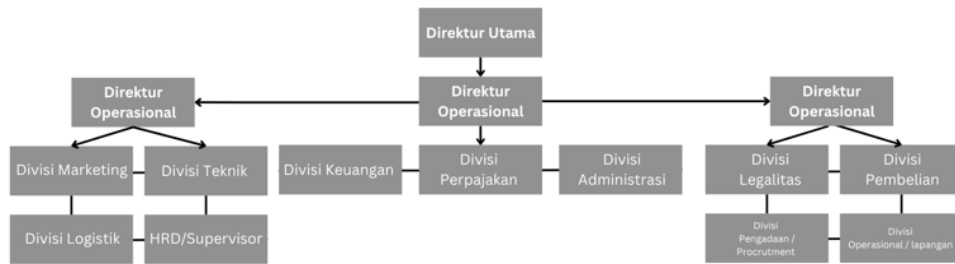 Direktur Utama
Direktur
Operasional
Direktur
Operasional
Direktur
Operasional
Divisi Marketing
Divisi Teknik
Divisi Keuangan
Divisi
Perpajakan
Divisi
Administrasi
Divisi
Legalitas
Divisi
Pembelian
Divisi Logistik
HRD/Supervisor
Divisi
Pengadaan /
Procrutment
Divisi
Operasional / lapangan